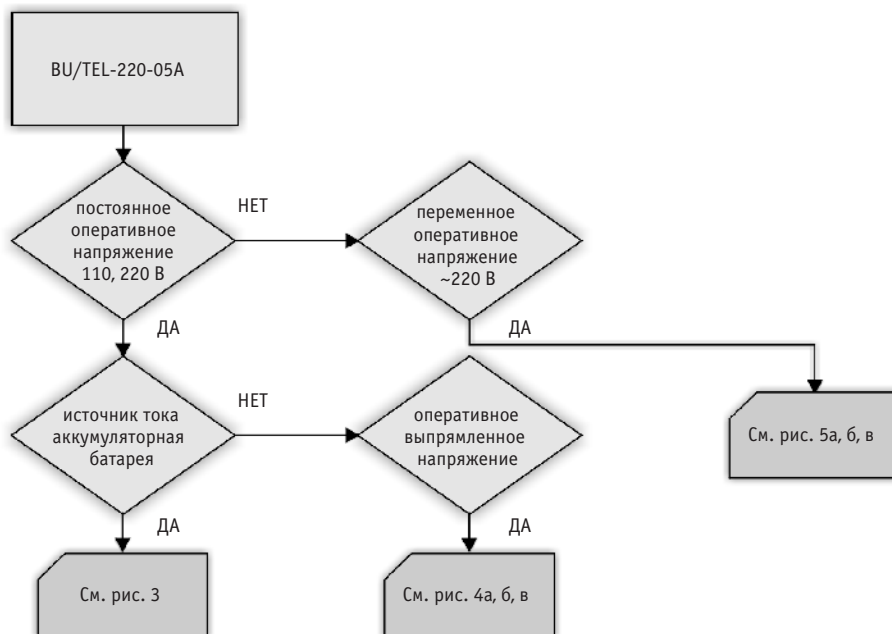 BU/TEL-220-05A
постоянное
оперативное
напряжение
110, 220 В
НЕТ
переменное
оперативное
напряжение
~220 В
ДА
ДА
источник тока
аккумуляторная
батарея
НЕТ
оперативное
выпрямленное
напряжение
См. рис. 5а, б, в
ДА
ДА
См. рис. 3
См. рис. 4а, б, в